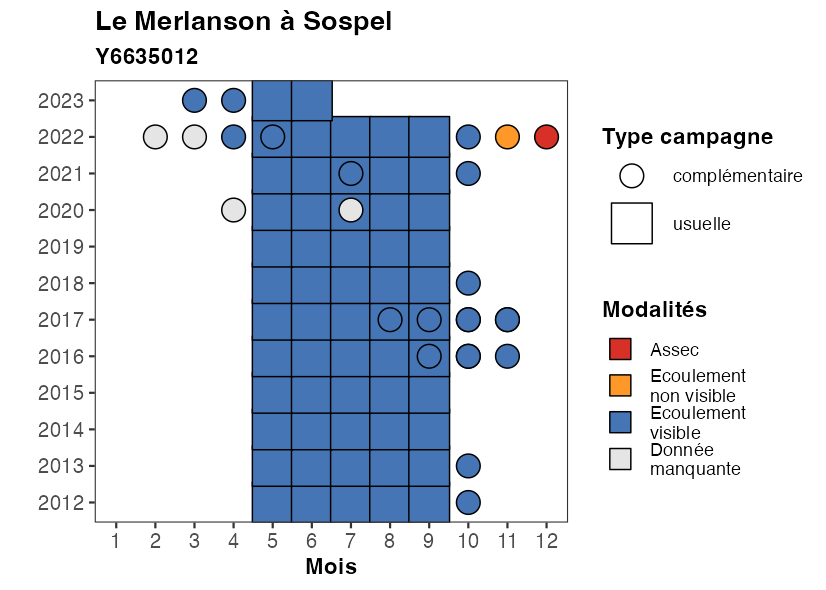 Le Merlanson à Sospel
Y6635012
2023
2022
2021
2020
2019
2018
2017
2016
2015
2014
2013
2012
1 2 3 4 5 6 7 8 9 10 11 12
Mois
Type campagne
complémentaire
usuelle
Modalités
Assec
Ecoulement
non visible
Ecoulement
visible
Donnée
manquante